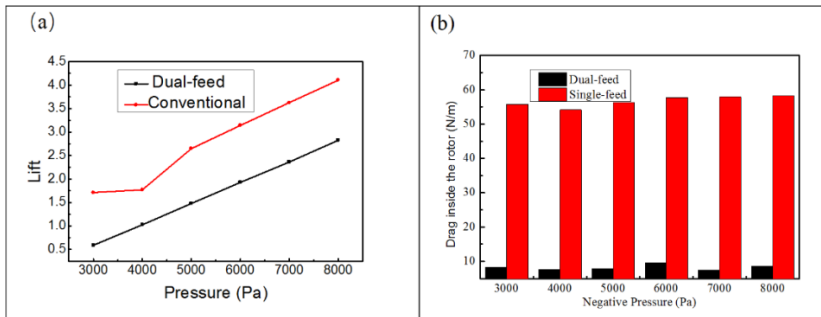 (a)
4.5
4.0
3.5
3.0
2.5
2.0
1.5
1.0
0.5
Lift
Dual-feed
Conventional
3000 4000 5000 6000 7000 8000
Pressure (Pa)
(b)
70
60
50
40
30
20
10
Drag inside the rotor (N/m)
Dual-feed
Single-feed
3000 4000 5000 6000 7000 8000
Negative Pressure (Pa)